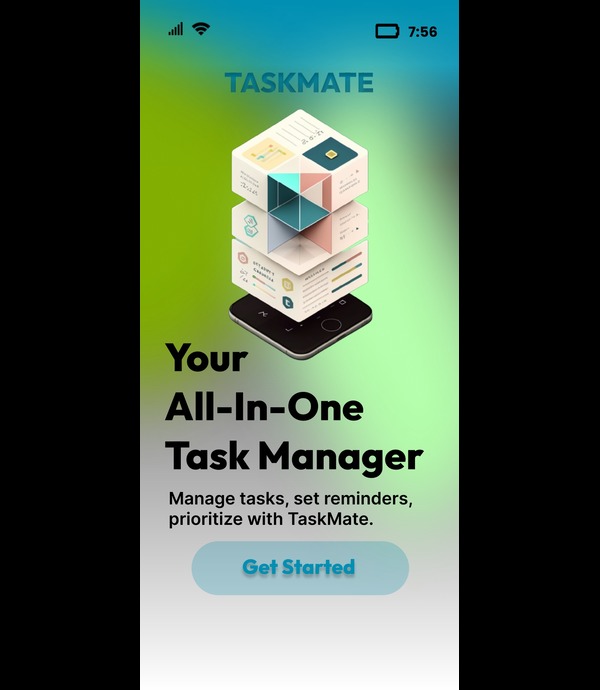 7:56
TASKMATE
Your
All-In-One
Task Manager
Manage tasks, set reminders,
prioritize with TaskMate.
Get Started